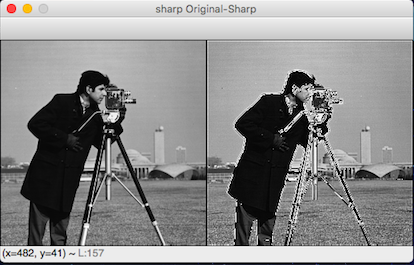 sharp Original-Sharp
(x=482, y=41) ~ L:157